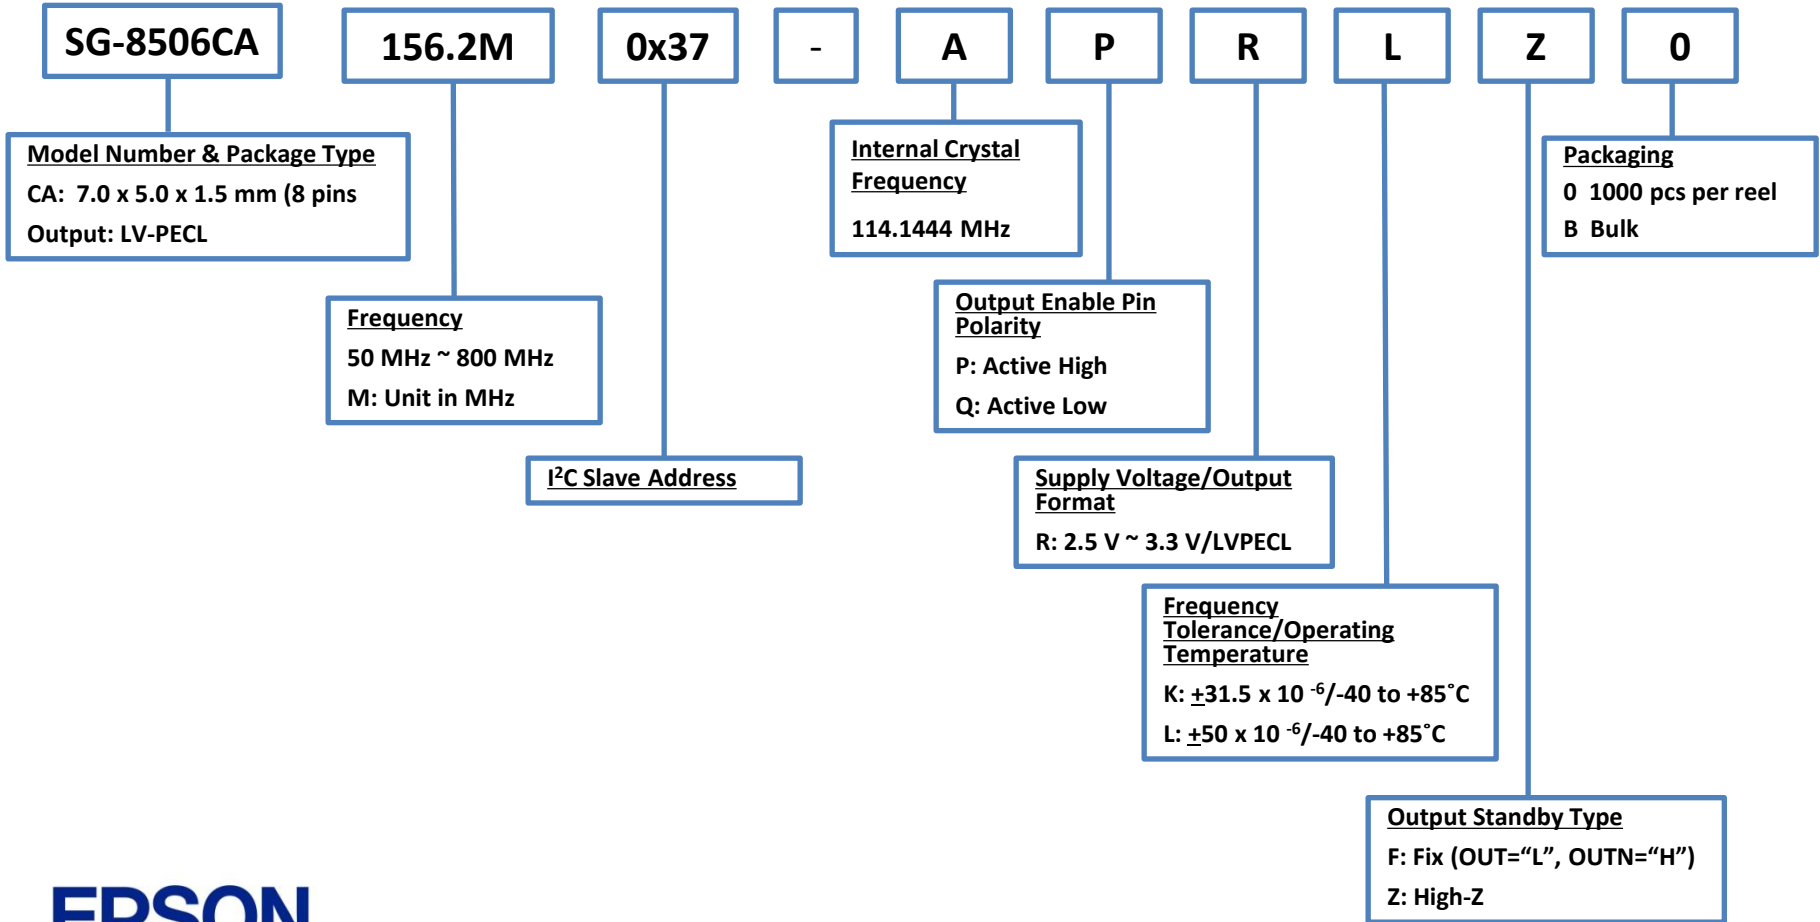 SG-8506CA 156.2M 0x37 - A P R L Z 0
Model Number & Package Type
CA: 7.0 x 5.0 x 1.5 mm (8 pins
Output: LV-PECL
Internal Crystal
Frequency
114.1444 MHz
Packaging
0 1000 pcs per reel
B Bulk
Frequency
50 MHz ~ 800 MHz
M: Unit in MHz
Output Enable Pin
Polarity
P: Active High
Q: Active Low
I²C Slave Address
Supply Voltage/Output
Format
R: 2.5 V ~ 3.3 V/LVPECL
Frequency
Tolerance/Operating
Temperature
K: ±31.5 x 10 ⁻⁶/-40 to +85˚C
L: ±50 x 10 ⁻⁶/-40 to +85˚C
Output Standby Type
F: Fix (OUT=“L”, OUTN=“H”)
Z: High-Z
EPSON